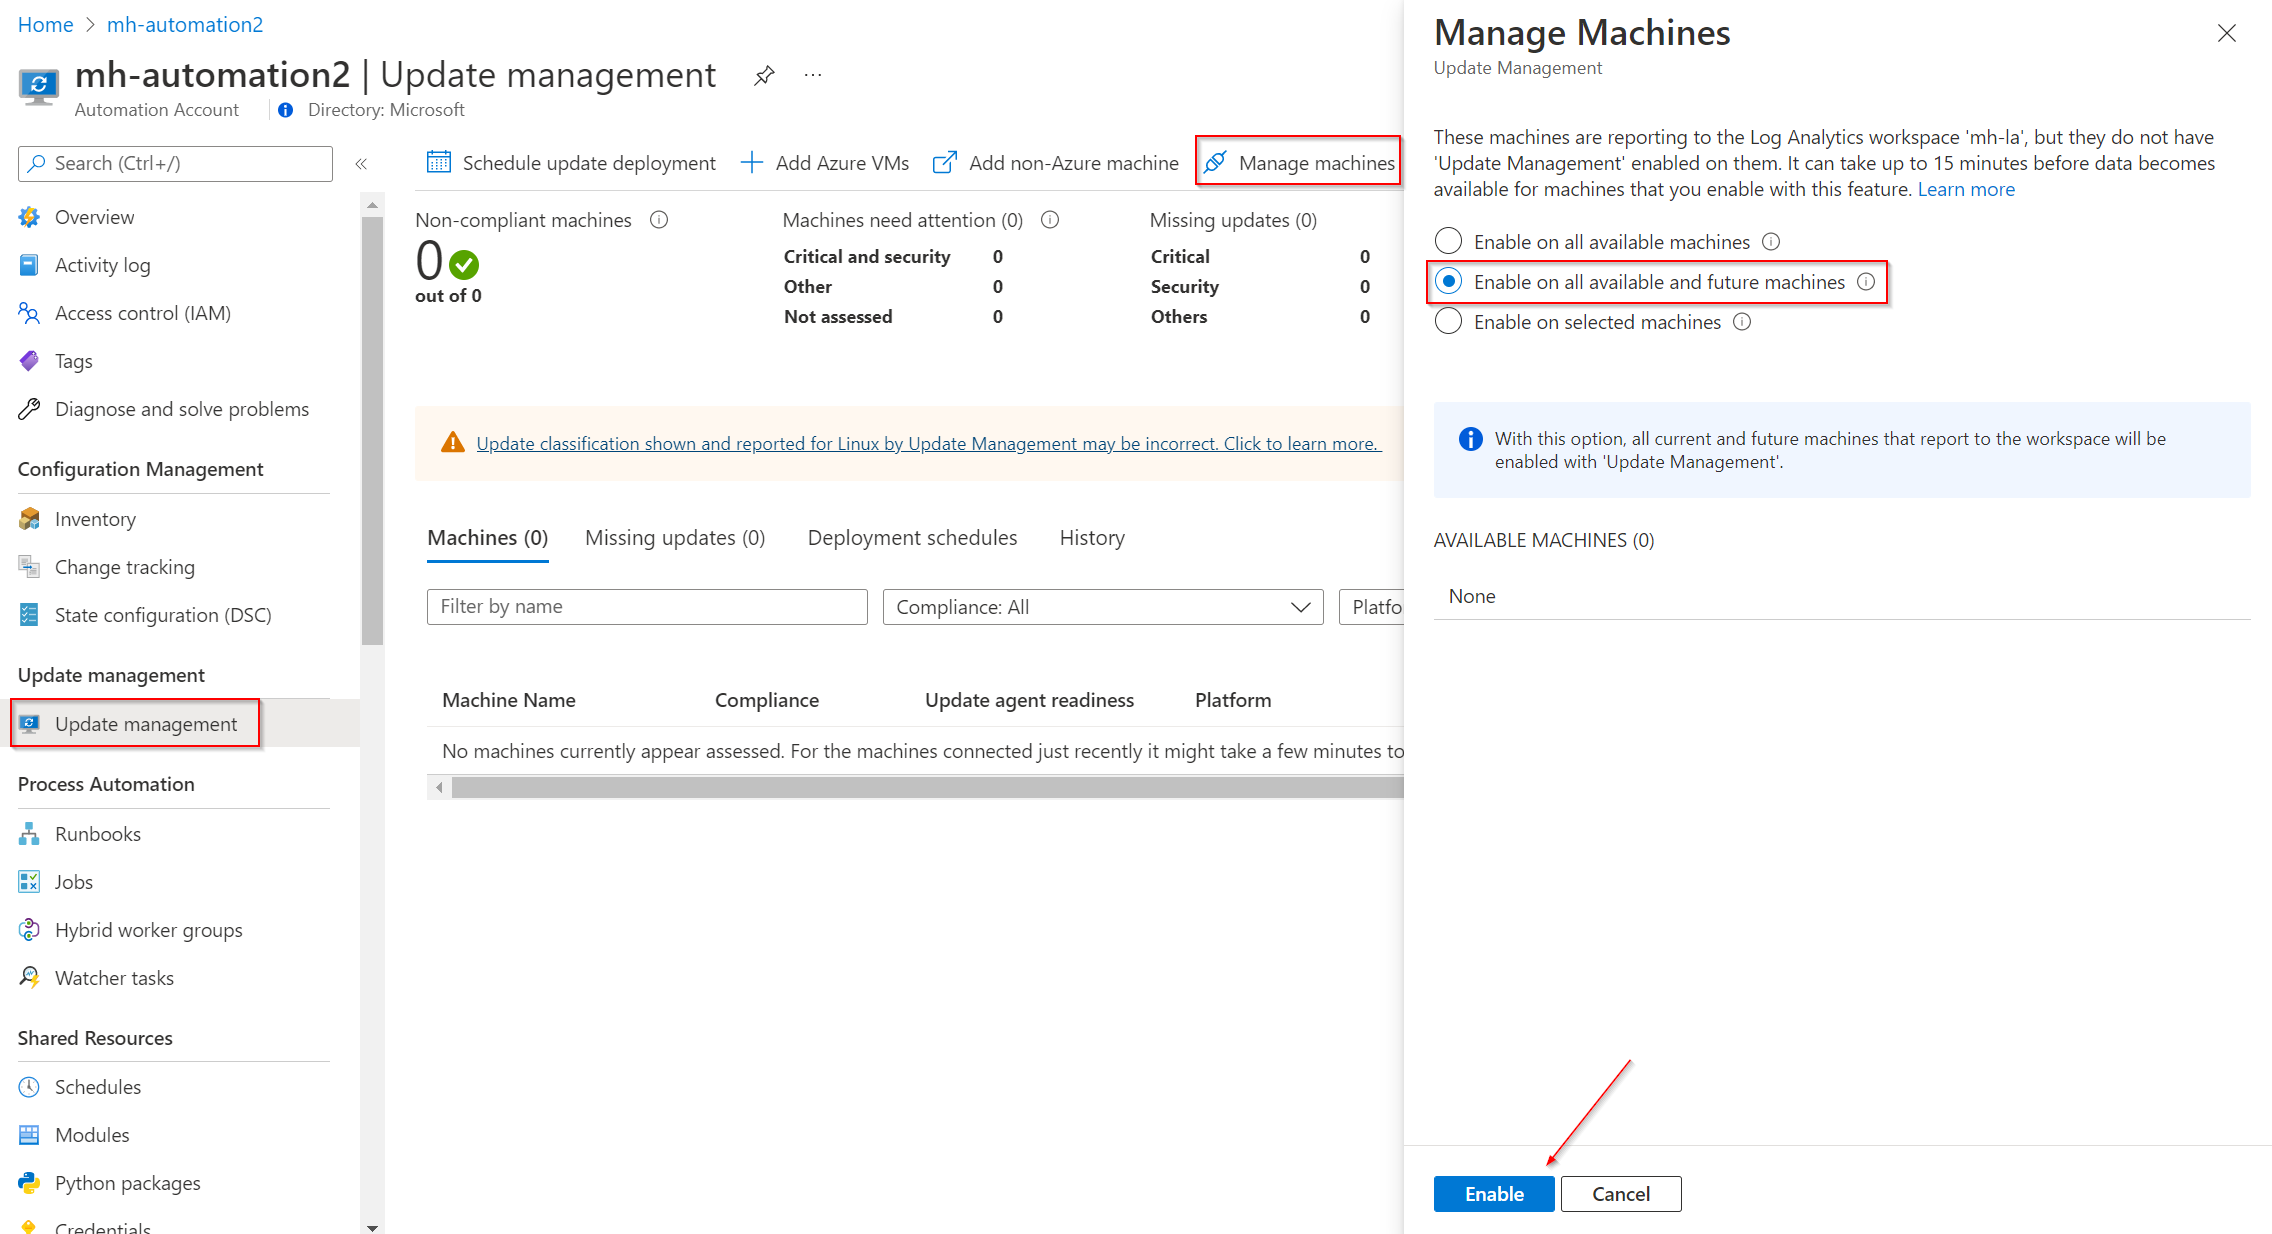 Home > mh-automation2
mh-automation2 | Update management ...
Automation Account
Directory: Microsoft
Search (Ctrl+/)
«
Overview
Activity log
Access control (IAM)
Tags
Diagnose and solve problems
Configuration Management
Inventory
Change tracking
State configuration (DSC)
Update management
Update management
Process Automation
Runbooks
Jobs
Hybrid worker groups
Watcher tasks
Shared Resources
Schedules
Modules
Python packages
Credentials
Schedule update deployment
Add Azure VMs
Add non-Azure machine
Manage machines
Non-compliant machines
0
out of 0
Machines need attention (0)
Critical and security 0
Other 0
Not assessed 0
Missing updates (0)
Critical 0
Security 0
Others 0
Update classification shown and reported for Linux by Update Management may be incorrect. Click to learn more.
Machines (0)
Missing updates (0)
Deployment schedules
History
Filter by name
Compliance: All
Platfo
Machine Name
Compliance
Update agent readiness
Platform
No machines currently appear assessed. For the machines connected just recently it might take a few minutes to
Manage Machines
Update Management
These machines are reporting to the Log Analytics workspace 'mh-la', but they do not have
'Update Management' enabled on them. It can take up to 15 minutes before data becomes
available for machines that you enable with this feature. Learn more
Enable on all available machines
Enable on all available and future machines
Enable on selected machines
With this option, all current and future machines that report to the workspace will be
enabled with 'Update Management'.
AVAILABLE MACHINES (0)
None
Enable
Cancel